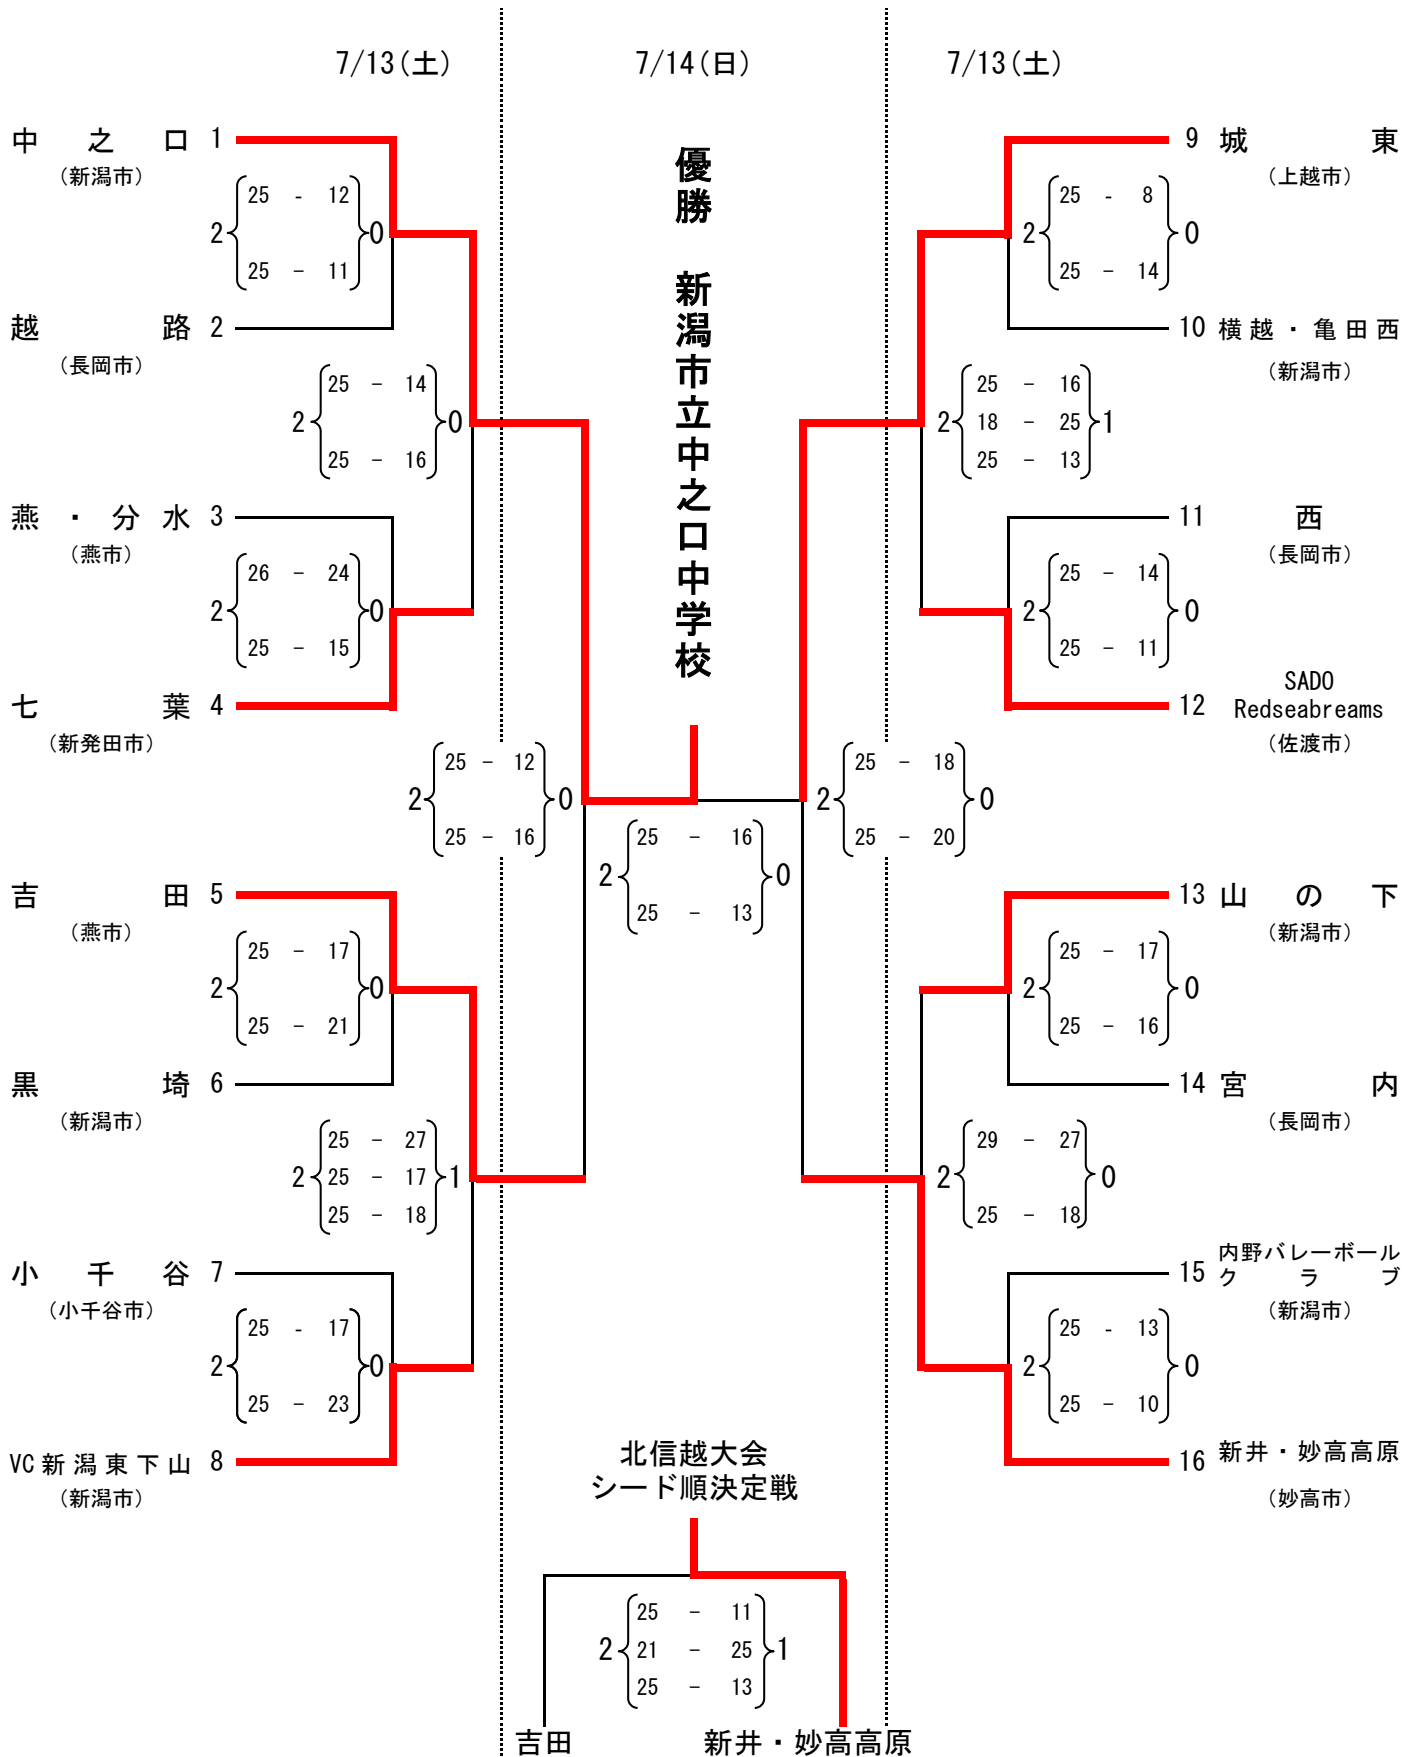 7/13(土)
7/14(日)
7/13(土)
優勝 新潟市立中之口中学校
中之口 1
(新潟市)
25 - 12
2 0
25 - 11
越路 2
(長岡市)
25 - 14
2 0
25 - 16
燕・分水 3
(燕市)
26 - 24
2 0
25 - 15
七葉 4
(新発田市)
25 - 12
2 0
25 - 16
吉田 5
(燕市)
25 - 17
2 0
25 - 21
黒埼 6
(新潟市)
25 - 27
2 25 - 17 1
25 - 18
小千谷 7
(小千谷市)
25 - 17
2 0
25 - 23
VC新潟東下山 8
(新潟市)
25 - 16
2 0
25 - 13
9 城東
(上越市)
25 - 8
2 0
25 - 14
10 横越・亀田西
(新潟市)
25 - 16
2 18 - 25 1
25 - 13
11 西
(長岡市)
25 - 14
2 0
25 - 11
12 SADO
Redseabreams
(佐渡市)
25 - 18
2 0
25 - 20
13 山の下
(新潟市)
25 - 17
2 0
25 - 16
14 宮内
(長岡市)
29 - 27
2 0
25 - 18
15 内野バレーボール
クラブ
(新潟市)
25 - 13
2 0
25 - 10
16 新井・妙高高原
(妙高市)
北信越大会
シード順決定戦
25 - 11
2 21 - 25 1
25 - 13
吉田
新井・妙高高原